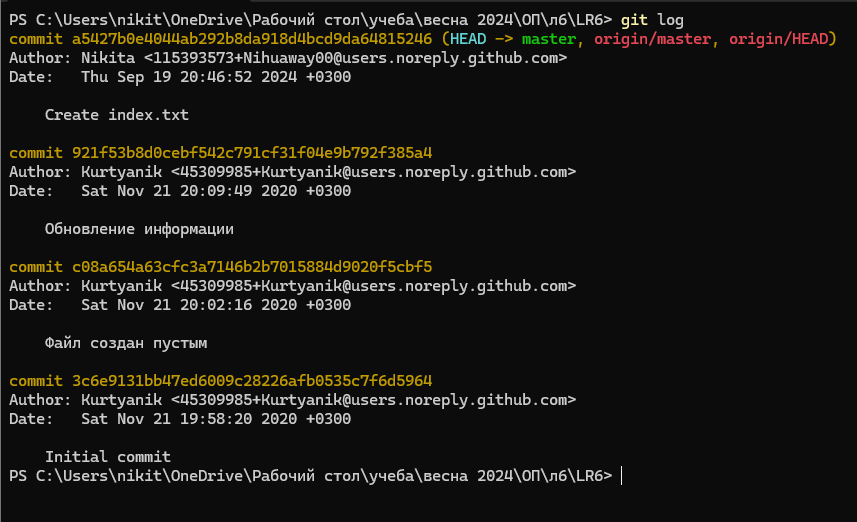 PS C:\Users\nikit\OneDrive\Рабочий стол\учеба\весна 2024\ОП\л6\LR6> git log
commit a5427b0e4044ab292b8da918d4bcd9da64815246 (HEAD -> master, origin/master, origin/HEAD)
Author: Nikita <115393573+Nihuaway00@users.noreply.github.com>
Date:   Thu Sep 19 20:46:52 2024 +0300
    Create index.txt
commit 921f53b8d0cebf542c791cf31f04e9b792f385a4
Author: Kurtyanik <45309985+Kurtyanik@users.noreply.github.com>
Date:   Sat Nov 21 20:09:49 2020 +0300
    Обновление информации
commit c08a654a63cfc3a7146b2b7015884d9020f5cbf5
Author: Kurtyanik <45309985+Kurtyanik@users.noreply.github.com>
Date:   Sat Nov 21 20:02:16 2020 +0300
    Файл создан пустым
commit 3c6e9131bb47ed6009c28226afb0535c7f6d5964
Author: Kurtyanik <45309985+Kurtyanik@users.noreply.github.com>
Date:   Sat Nov 21 19:58:20 2020 +0300
    Initial commit
PS C:\Users\nikit\OneDrive\Рабочий стол\учеба\весна 2024\ОП\л6\LR6>